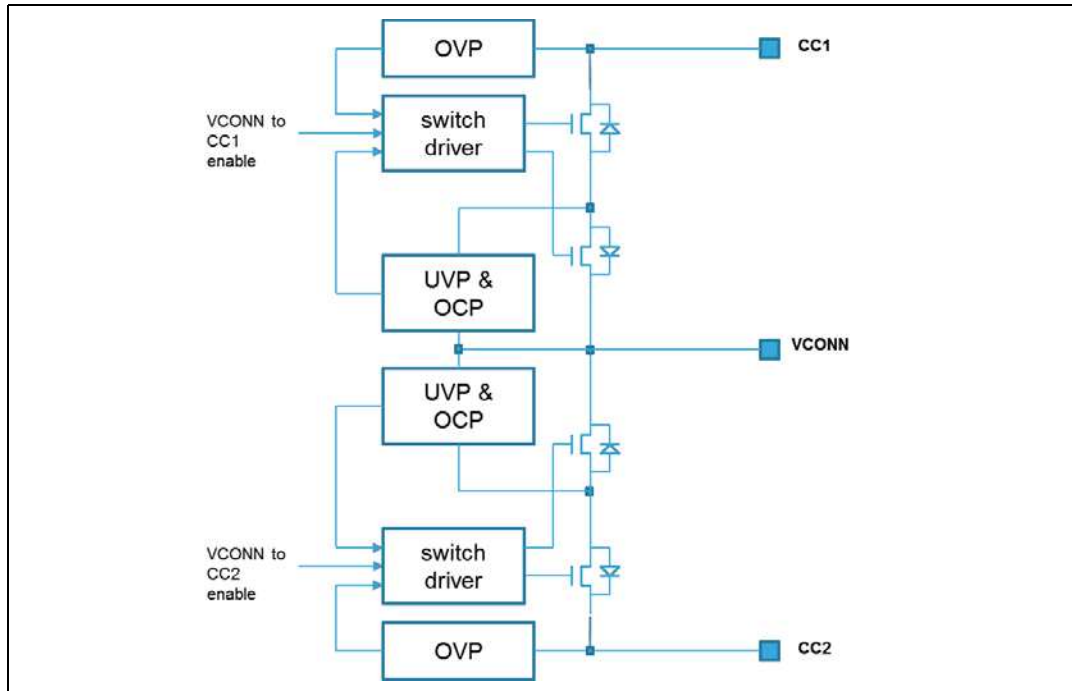 OVP
CC1
VCONN to
CC1
enable
switch
driver
UVP &
OCP
VCONN
UVP &
OCP
VCONN to
CC2
enable
switch
driver
OVP
CC2